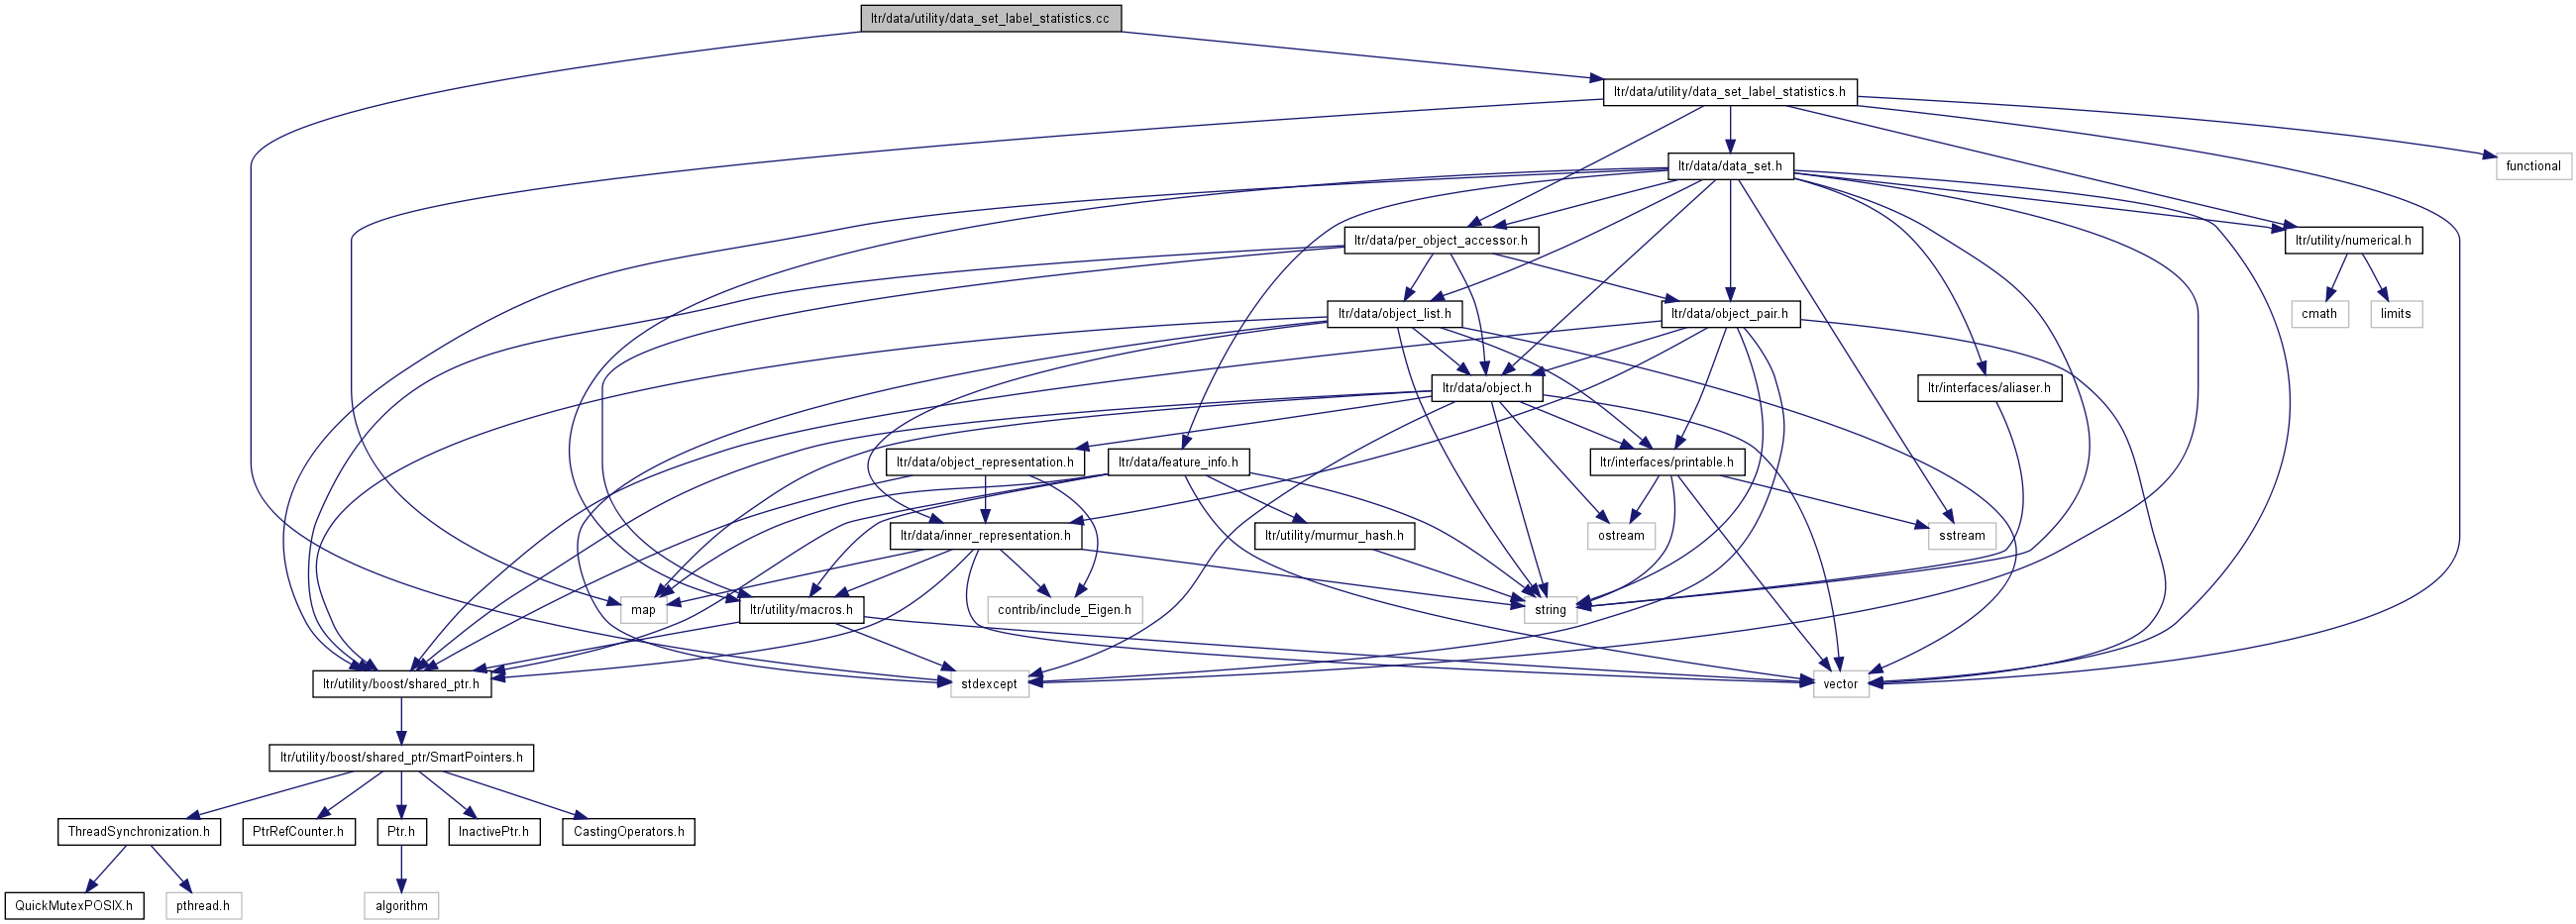 ltr/data/utility/data_set_label_statistics.cc
ltr/data/utility/data_set_label_statistics.h
ltr/data/data_set.h
functional
ltr/data/per_object_accessor.h
ltr/utility/numerical.h
ltr/data/object_list.h
ltr/data/object_pair.h
cmath
limits
ltr/data/object.h
ltr/interfaces/aliaser.h
ltr/data/object_representation.h
ltr/data/feature_info.h
ltr/interfaces/printable.h
ltr/data/inner_representation.h
ltr/utility/murmur_hash.h
ostream
sstream
map
ltr/utility/macros.h
contrib/include_Eigen.h
string
ltr/utility/boost/shared_ptr.h
stdexcept
vector
ltr/utility/boost/shared_ptr/SmartPointers.h
ThreadSynchronization.h
PtrRefCounter.h
Ptr.h
InactivePtr.h
CastingOperators.h
QuickMutexPOSIX.h
pthread.h
algorithm